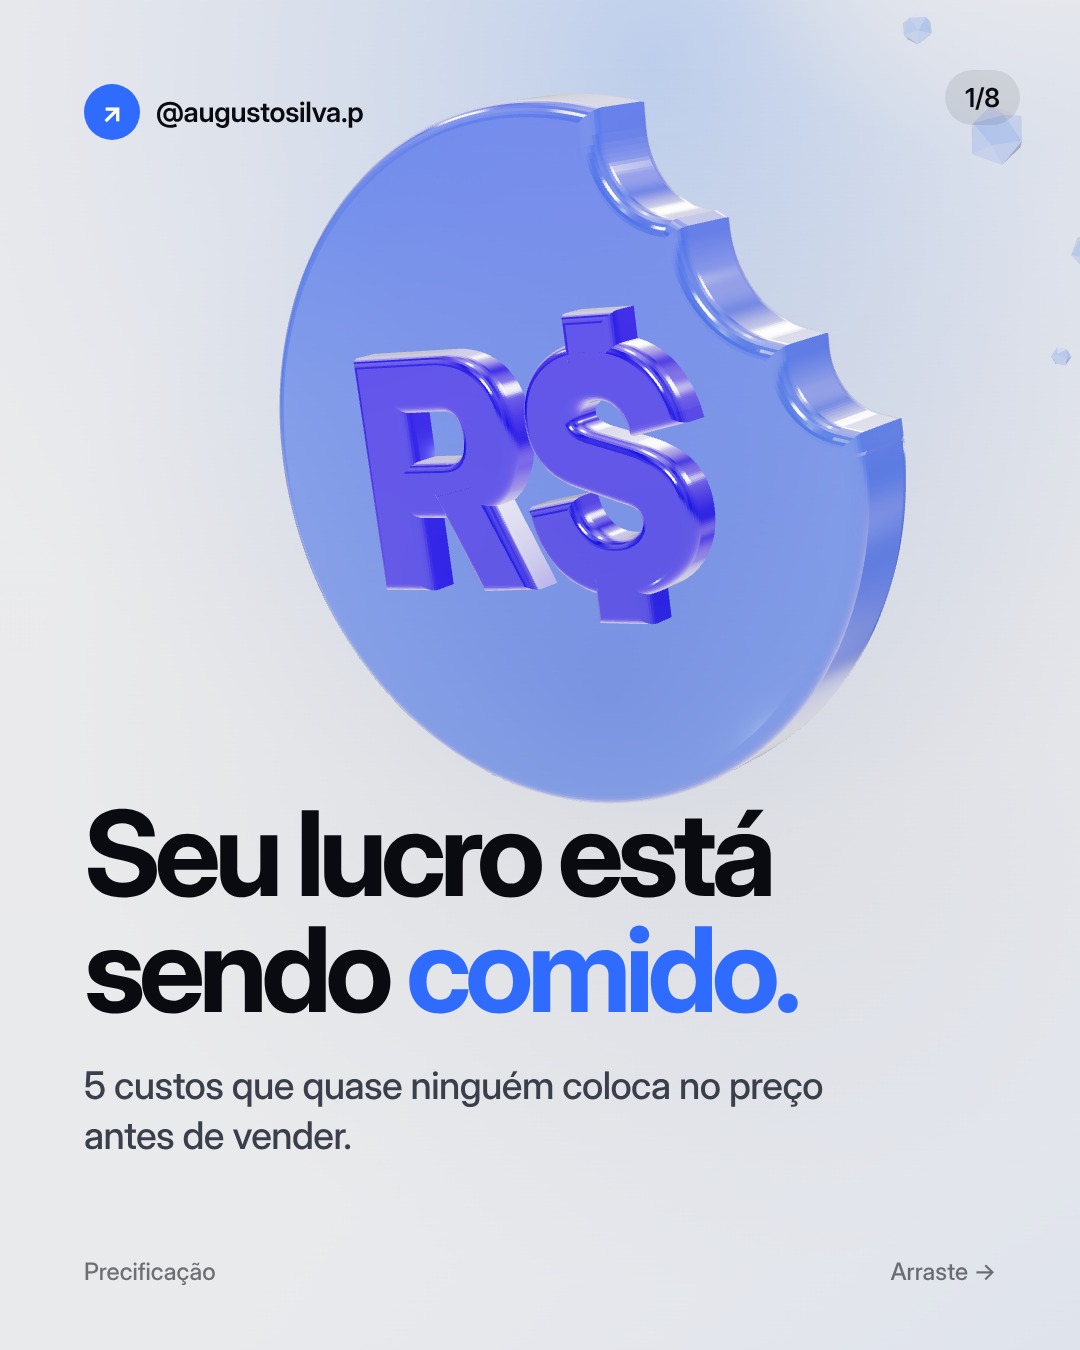 @augustosilva.p
1/8
R$
Seu lucro está
sendo comido.
5 custos que quase ninguém coloca no preço
antes de vender.
Precificação
Arraste →